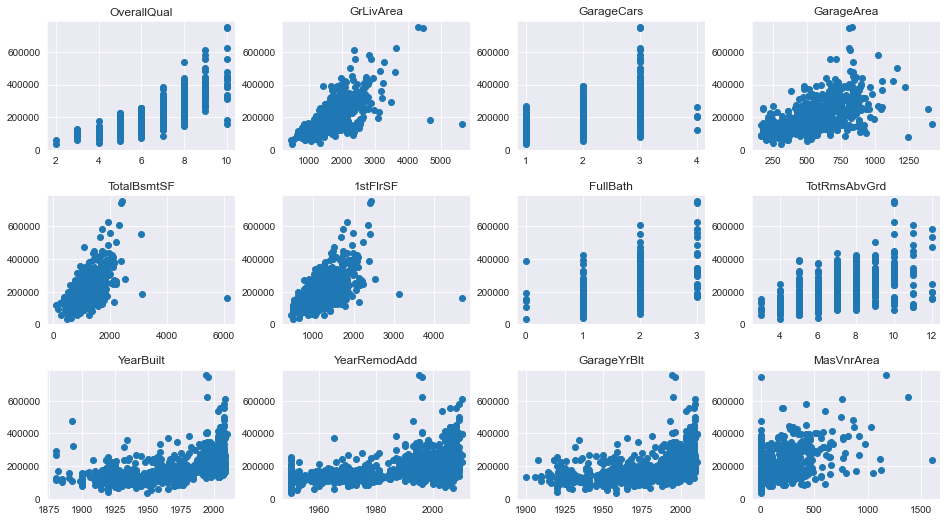 OverallQual GrLivArea GarageCars GarageArea
600000 600000 600000 600000
400000 400000 400000 400000
200000 200000 200000 200000
0 0 0 0
2 4 6 8 10 1000 2000 3000 4000 5000 1 2 3 4 250 500 750 1000 1250
TotalBsmtSF 1stFlrSF FullBath TotRmsAbvGrd
600000 600000 600000 600000
400000 400000 400000 400000
200000 200000 200000 200000
0 0 0 0
0 2000 4000 6000 1000 2000 3000 4000 0 1 2 3 4 6 8 10 12
YearBuilt YearRemodAdd GarageYrBlt MasVnrArea
600000 600000 600000 600000
400000 400000 400000 400000
200000 200000 200000 200000
0 0 0 0
1875 1900 1925 1950 1975 2000 1960 1980 2000 1900 1925 1950 1975 2000 0 500 1000 1500